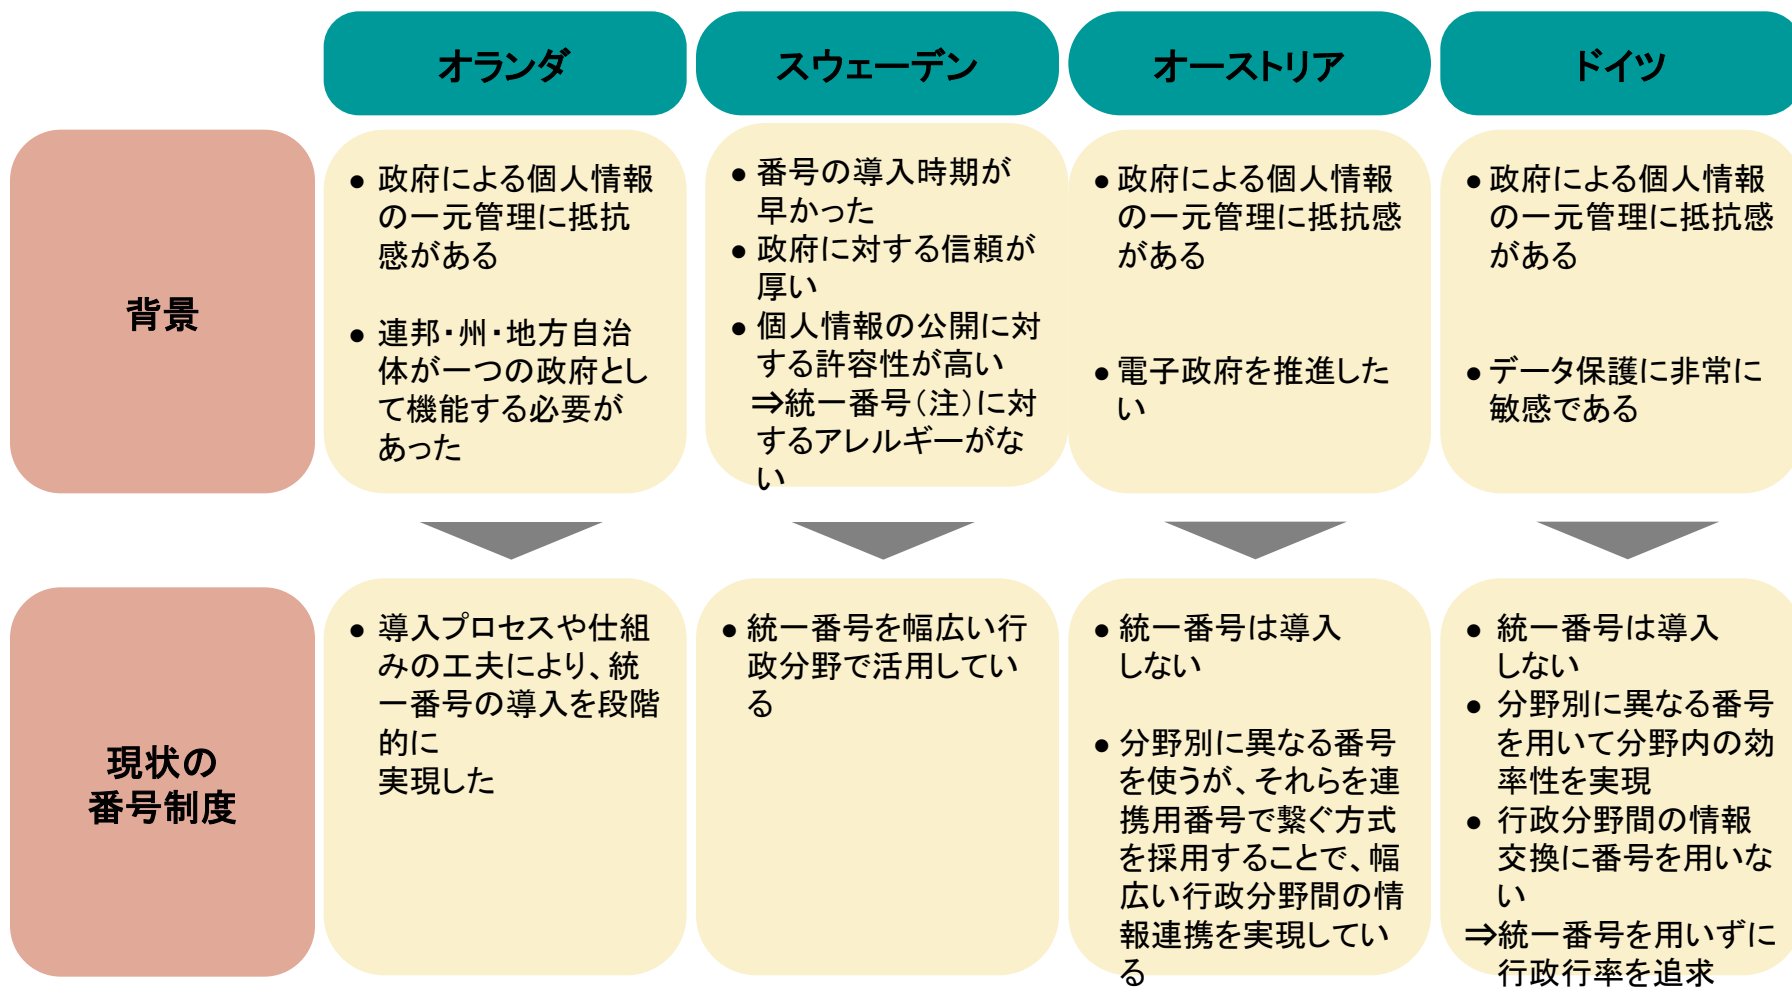 オランダ
スウェーデン
オーストリア
ドイツ
背景
● 政府による個人情報
の一元管理に抵抗
感がある
● 連邦・州・地方自治
体が一つの政府とし
て機能する必要が
あった
● 番号の導入時期が
早かった
● 政府に対する信頼が
厚い
● 個人情報の公開に対
する許容性が高い
⇒統一番号（注）に対
するアレルギーがな
い
● 政府による個人情報
の一元管理に抵抗感
がある
● 電子政府を推進した
い
● 政府による個人情報
の一元管理に抵抗感
がある
● データ保護に非常に
敏感である
現状の
番号制度
● 導入プロセスや仕組
みの工夫により、統
一番号の導入を段階
的に
実現した
● 統一番号を幅広い行
政分野で活用してい
る
● 統一番号は導入
しない
● 分野別に異なる番号
を使うが、それらを連
携用番号で繋ぐ方式
を採用することで、幅
広い行政分野間の情
報連携を実現してい
る
● 統一番号は導入
しない
● 分野別に異なる番号
を用いて分野内の効
率性を実現
● 行政分野間の情報
交換に番号を用いな
い
⇒統一番号を用いずに
行政行率を追求